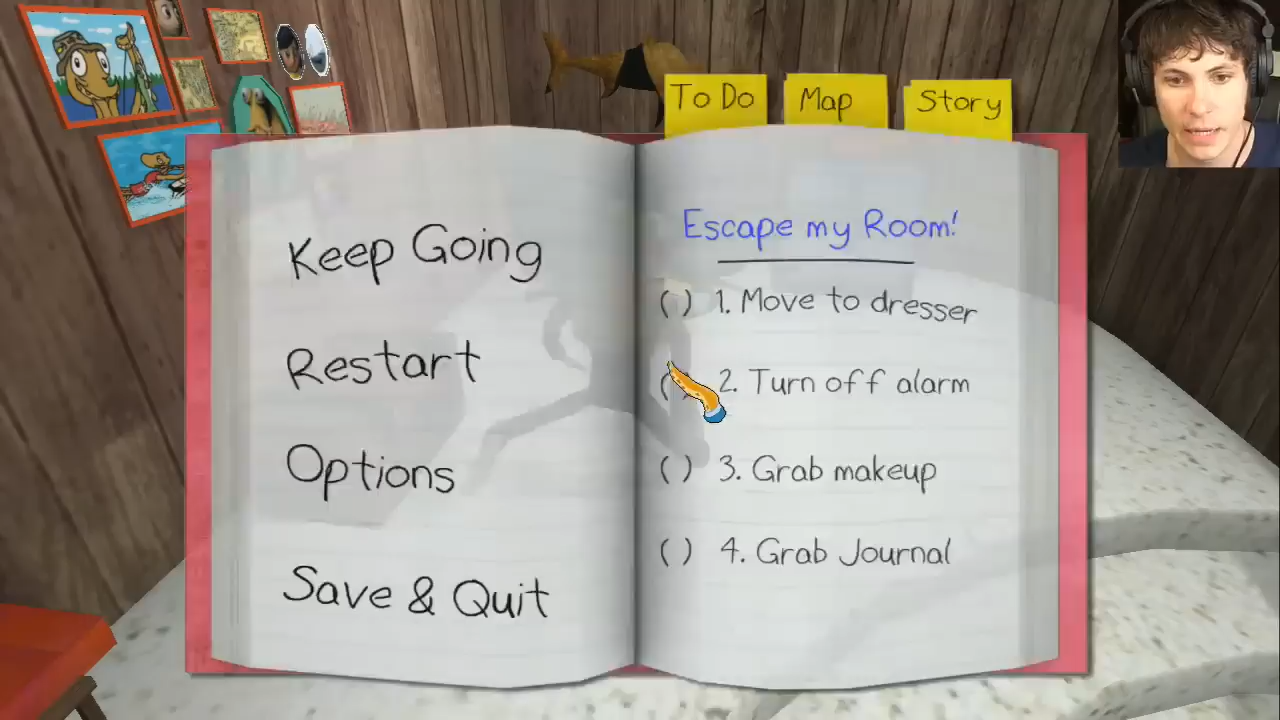 To Do
Map
Story
Keep Going
Restart
Options
Save & Quit
Escape my Room!
( ) 1. Move to dresser
( ) 2. Turn off alarm
( ) 3. Grab makeup
( ) 4. Grab Journal